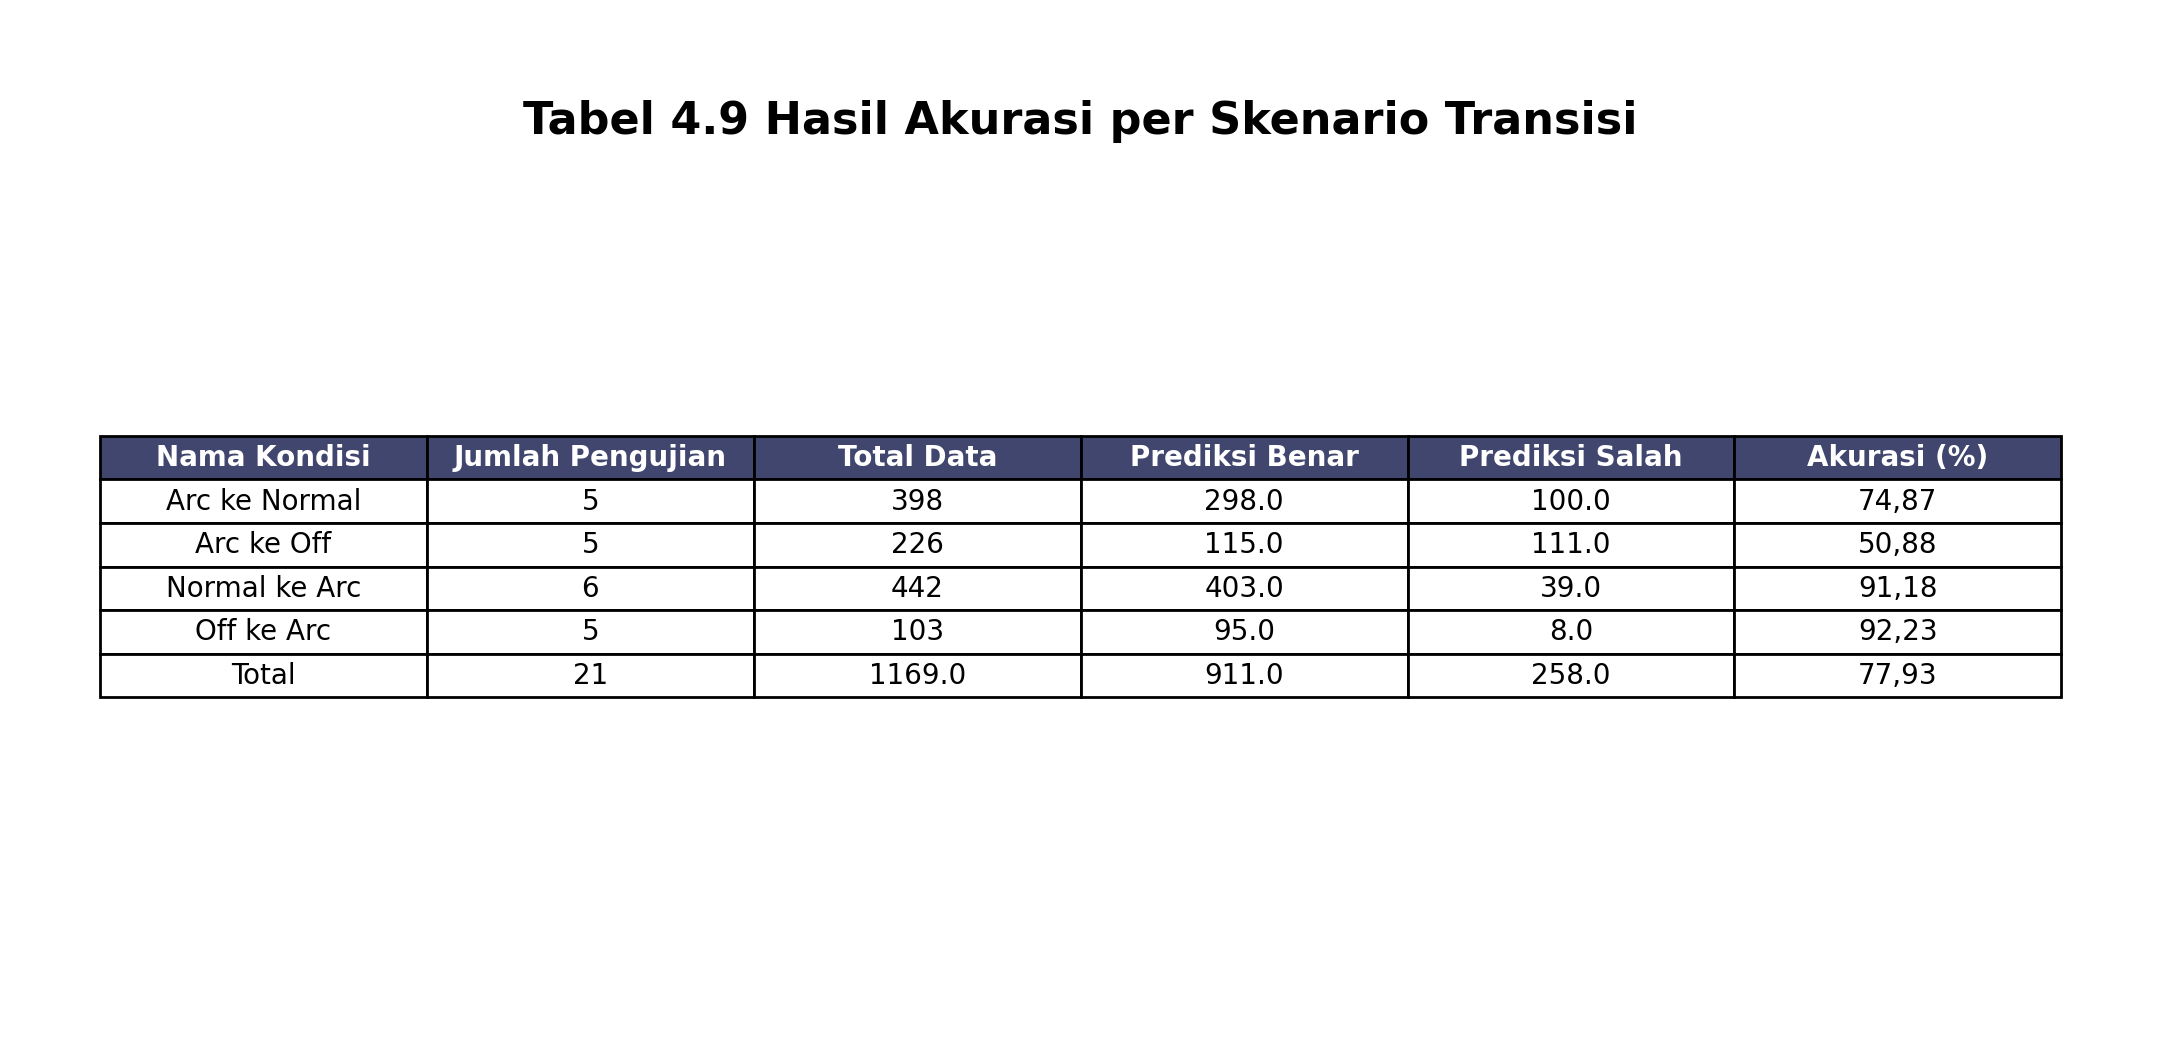 Tabel 4.9 Hasil Akurasi per Skenario Transisi
Nama Kondisi Jumlah Pengujian Total Data Prediksi Benar Prediksi Salah Akurasi (%)
Arc ke Normal 5 398 298.0 100.0 74,87
Arc ke Off 5 226 115.0 111.0 50,88
Normal ke Arc 6 442 403.0 39.0 91,18
Off ke Arc 5 103 95.0 8.0 92,23
Total 21 1169.0 911.0 258.0 77,93